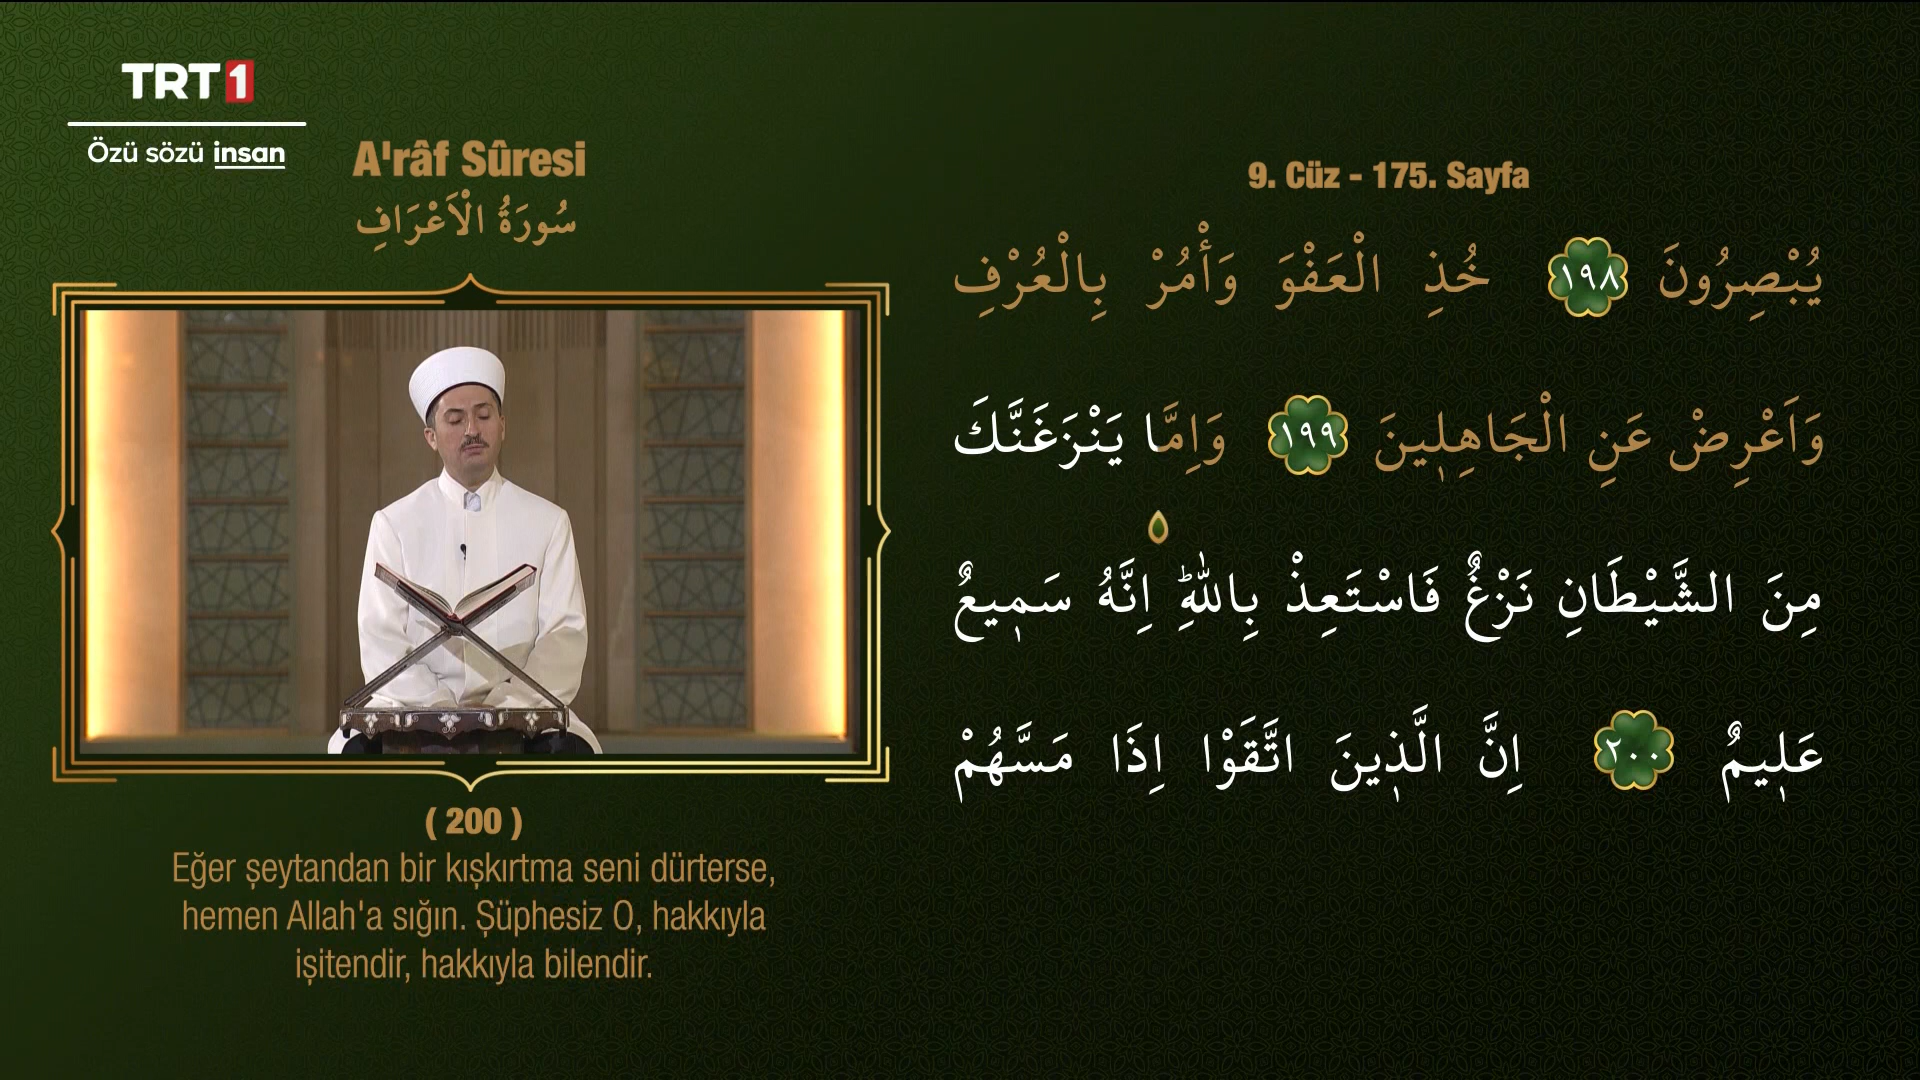 TRT 1
Özü sözü insan
A'râf Sûresi
سُورَةُ الْاَعْرَافِ
9. Cüz - 175. Sayfa
يُبْصِرُونَ ١٩٨ خُذِ الْعَفْوَ وَأْمُرْ بِالْعُرْفِ
وَاَعْرِضْ عَنِ الْجَاهِلٖينَ ١٩٩ وَاِمَّا يَنْزَغَنَّكَ
مِنَ الشَّيْطَانِ نَزْغٌ فَاسْتَعِذْ بِاللّٰهِؕ اِنَّهُ سَمٖيعٌ
عَلٖيمٌ ٢٠٠ اِنَّ الَّذٖينَ اتَّقَوْا اِذَا مَسَّهُمْ
( 200 )
Eğer şeytandan bir kışkırtma seni dürterse,
hemen Allah'a sığın. Şüphesiz O, hakkıyla
işitendir, hakkıyla bilendir.